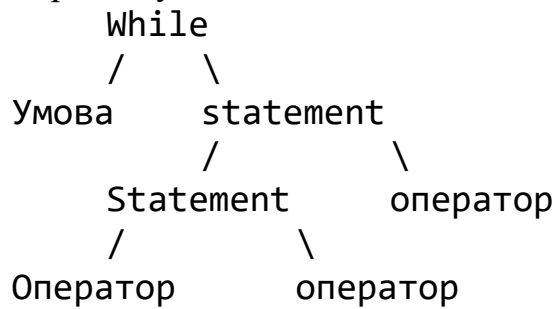 While
/ \
Умова statement
/ \
Statement оператор
/ \
Оператор оператор